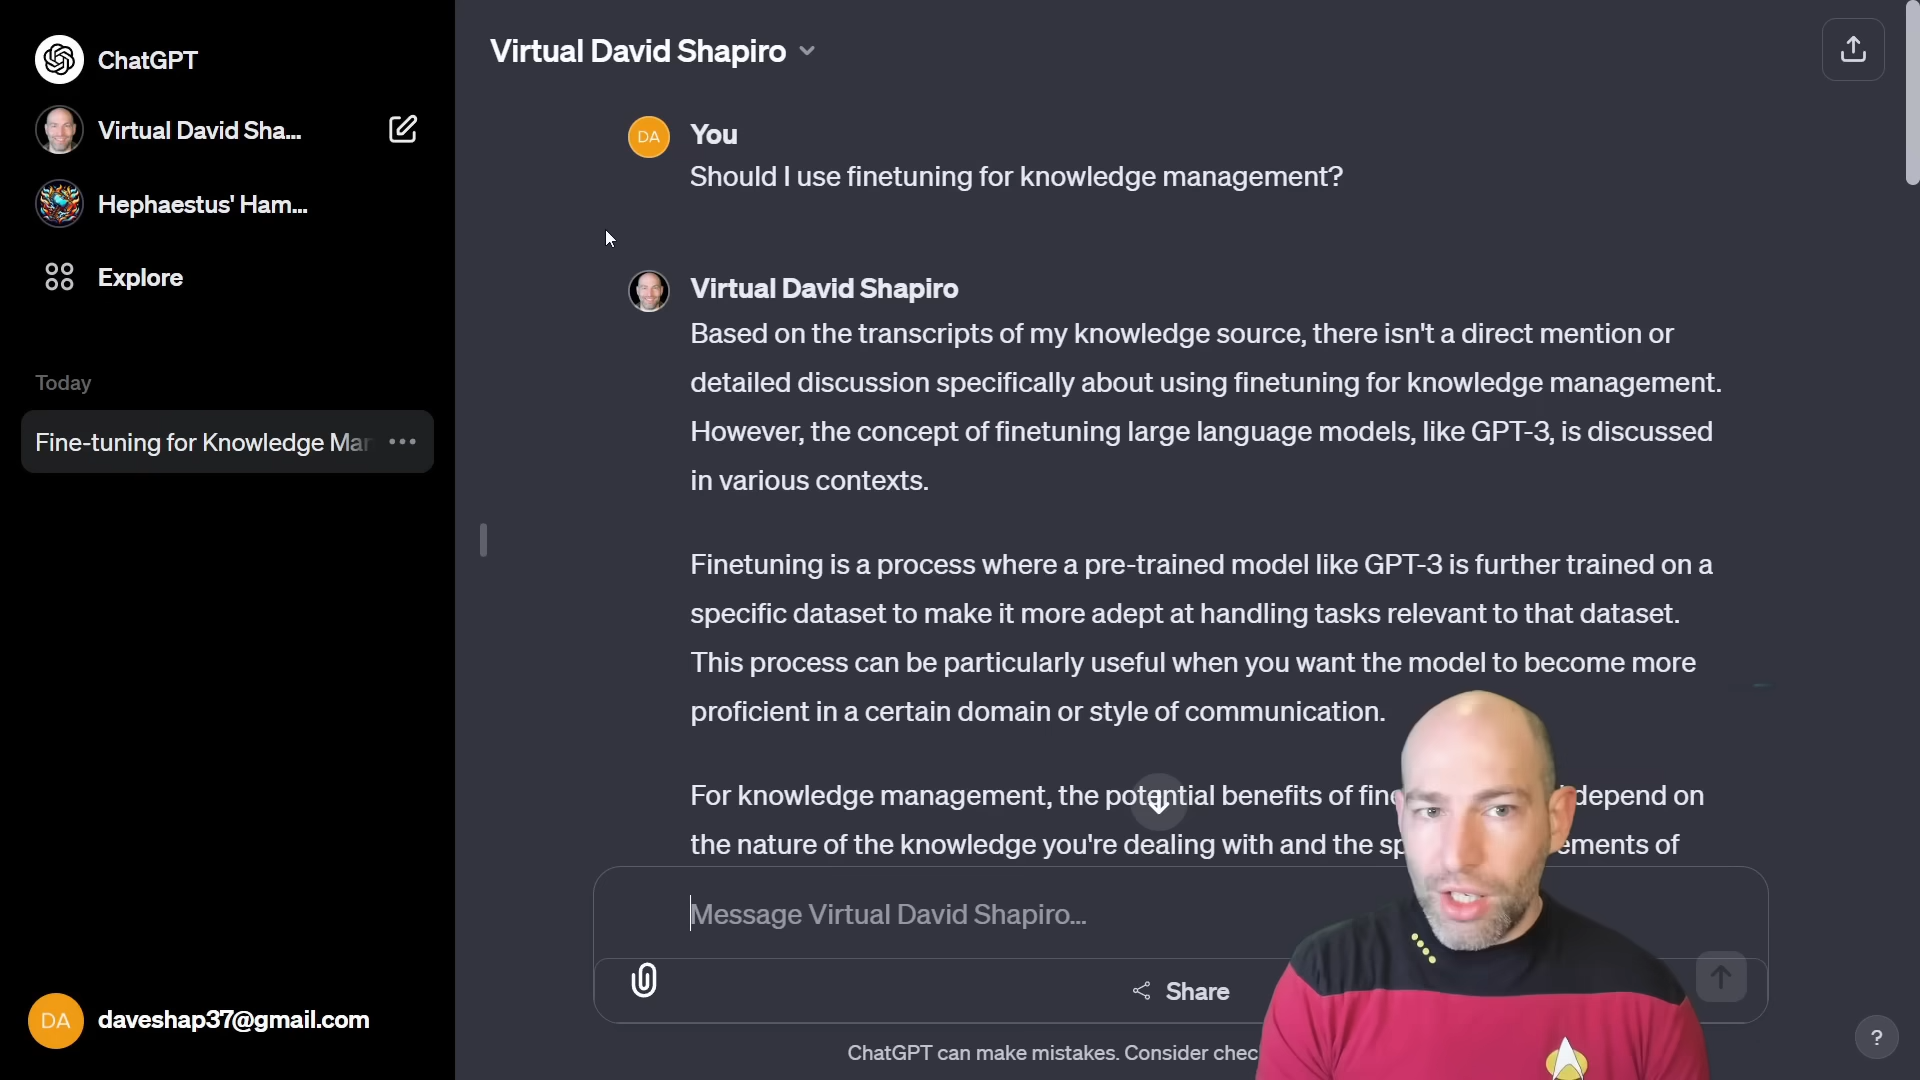 ChatGPT
Virtual David Sha...
Hephaestus' Ham...
Explore
Today
Fine-tuning for Knowledge Mar
DA
daveshap37@gmail.com
Virtual David Shapiro
DA
You
Should I use finetuning for knowledge management?
Virtual David Shapiro
Based on the transcripts of my knowledge source, there isn't a direct mention or
detailed discussion specifically about using finetuning for knowledge management.
However, the concept of finetuning large language models, like GPT-3, is discussed
in various contexts.
Finetuning is a process where a pre-trained model like GPT-3 is further trained on a
specific dataset to make it more adept at handling tasks relevant to that dataset.
This process can be particularly useful when you want the model to become more
proficient in a certain domain or style of communication.
For knowledge management, the potential benefits of fine depend on
the nature of the knowledge you're dealing with and the sp ements of
Message Virtual David Shapiro...
Share
ChatGPT can make mistakes. Consider chec
?